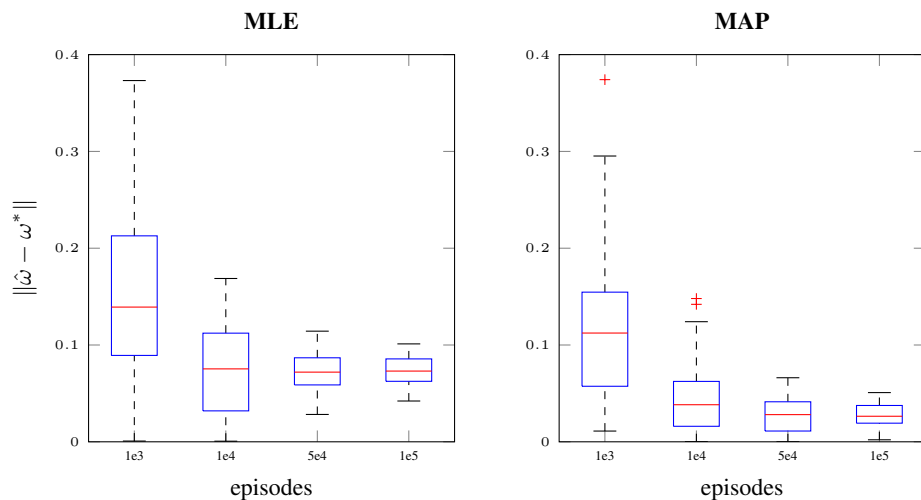 MLE
MAP
0.4
0.3
0.2
0.1
0
‖ω̂ − ω*‖
1e3
1e4
5e4
1e5
episodes
0.4
0.3
0.2
0.1
0
1e3
1e4
5e4
1e5
episodes